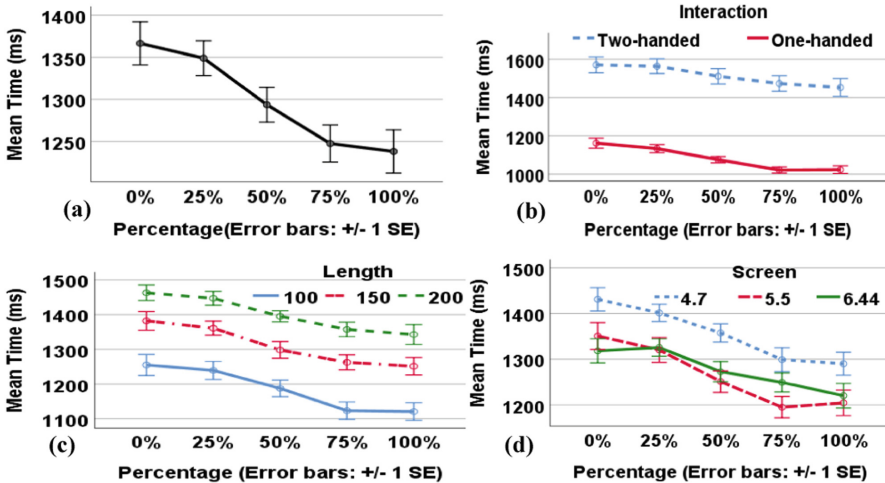 1400
1350
1300
1250
Mean Time (ms)
0% 25% 50% 75% 100%
(a)
Percentage(Error bars: +/- 1 SE)
Interaction
Two-handed One-handed
1600
1400
1200
1000
Mean Time (ms)
0% 25% 50% 75% 100%
(b)
Percentage (Error bars: +/- 1 SE)
Length
100 150 200
1500
1400
1300
1200
1100
Mean Time (ms)
0% 25% 50% 75% 100%
(c)
Percentage (Error bars: +/- 1 SE)
Screen
4.7 5.5 6.44
1500
1400
1300
1200
Mean Time (ms)
0% 25% 50% 75% 100%
(d)
Percentage (Error bars: +/- 1 SE)